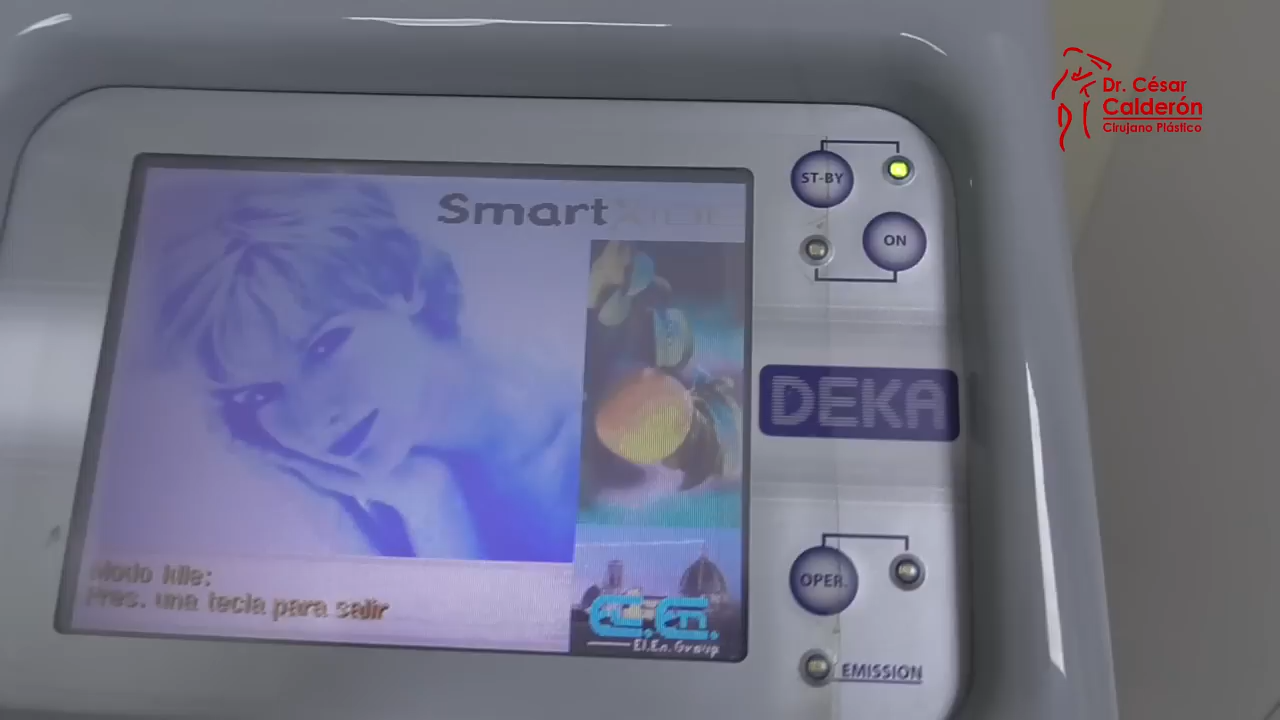 Dr. César
Calderón
Cirujano Plástico
Smart
ST-BY
ON
DEKA
Modo Idle:
Pres. una tecla para salir
OPER.
El.En. Group
EMISSION